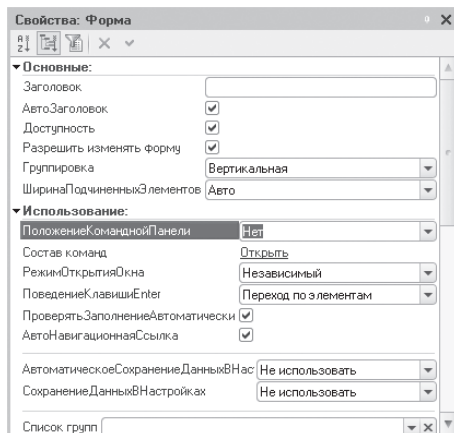 Свойства: Форма
Основные:
Заголовок
АвтоЗаголовок
Доступность
Разрешить изменять форму
Группировка Вертикальная
ШиринаПодчиненныхЭлементов Авто
Использование:
ПоложениеКоманднойПанели Нет
Состав команд Открыть
РежимОткрытияОкна Независимый
ПоведениеКлавишиEnter Переход по элементам
ПроверятьЗаполнениеАвтоматически
АвтоНавигационнаяСсылка
АвтоматическоеСохранениеДанныхВНас Не использовать
СохранениеДанныхВНастройках Не использовать
Список групп